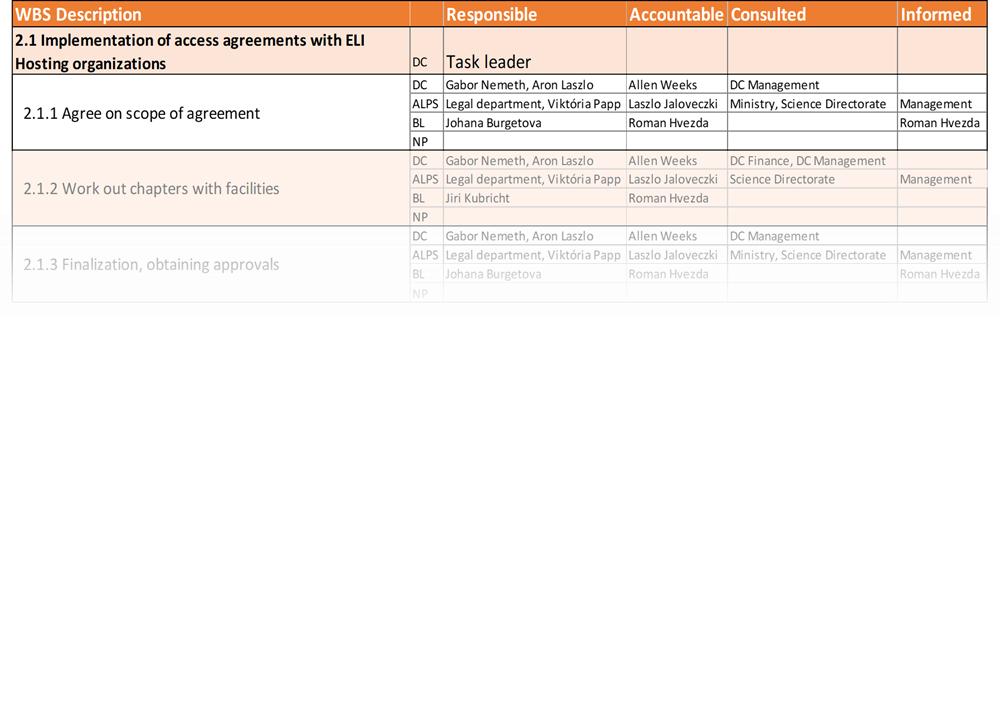 WBS Description Responsible Accountable Consulted Informed
2.1 Implementation of access agreements with ELI
Hosting organizations DC Task leader
DC Gabor Nemeth, Aron Laszlo Allen Weeks DC Management
2.1.1 Agree on scope of agreement ALPS Legal department, Viktória Papp Laszlo Jaloveczki Ministry, Science Directorate Management
BL Johana Burgetova Roman Hvezda Roman Hvezda
NP
DC Gabor Nemeth, Aron Laszlo Allen Weeks DC Finance, DC Management
2.1.2 Work out chapters with facilities ALPS Legal department, Viktória Papp Laszlo Jaloveczki Science Directorate Management
BL Jiri Kubricht Roman Hvezda
NP
DC Gabor Nemeth, Aron Laszlo Allen Weeks DC Management
2.1.3 Finalization, obtaining approvals ALPS Legal department, Viktória Papp Laszlo Jaloveczki Ministry, Science Directorate Management
BL Johana Burgetova Roman Hvezda Roman Hvezda
NP